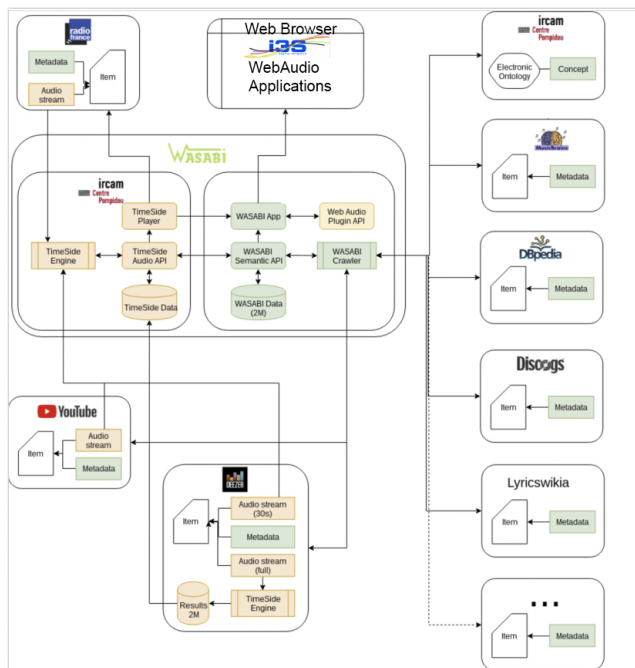 radio
france
Metadata
Item
Audio
stream
Web Browser
i3S
WebAudio
Applications
ircam
Centre
Pompidou
Electronic
Ontology
Concept
WASABI
ircam
Centre
Pompidou
TimeSide
Player
TimeSide
Engine
TimeSide
Audio API
TimeSide Data
WASABI App
Web Audio
Plugin API
WASABI
Semantic API
WASABI
Crawler
WASABI Data
(2M)
MusicBrainz
Item
Metadata
DBpedia
Item
Metadata
Discogs
Item
Metadata
YouTube
Item
Audio
stream
Metadata
DEEZER
Item
Audio stream
(30s)
Metadata
Audio stream
(full)
Results
2M
TimeSide
Engine
Lyricswikia
Item
Metadata
...
Item
Metadata